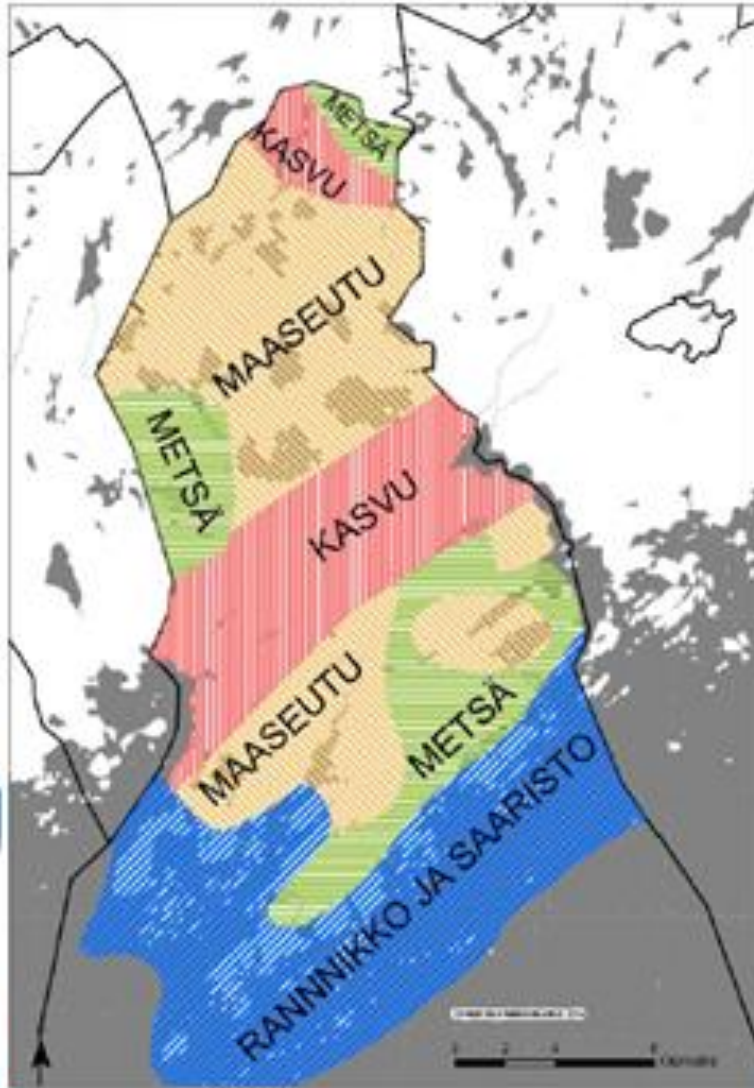 METSÄ
KASVU
MAASEUTU
METSÄ
KASVU
MAASEUTU
METSÄ
RANNNIKKO JA SAARISTO